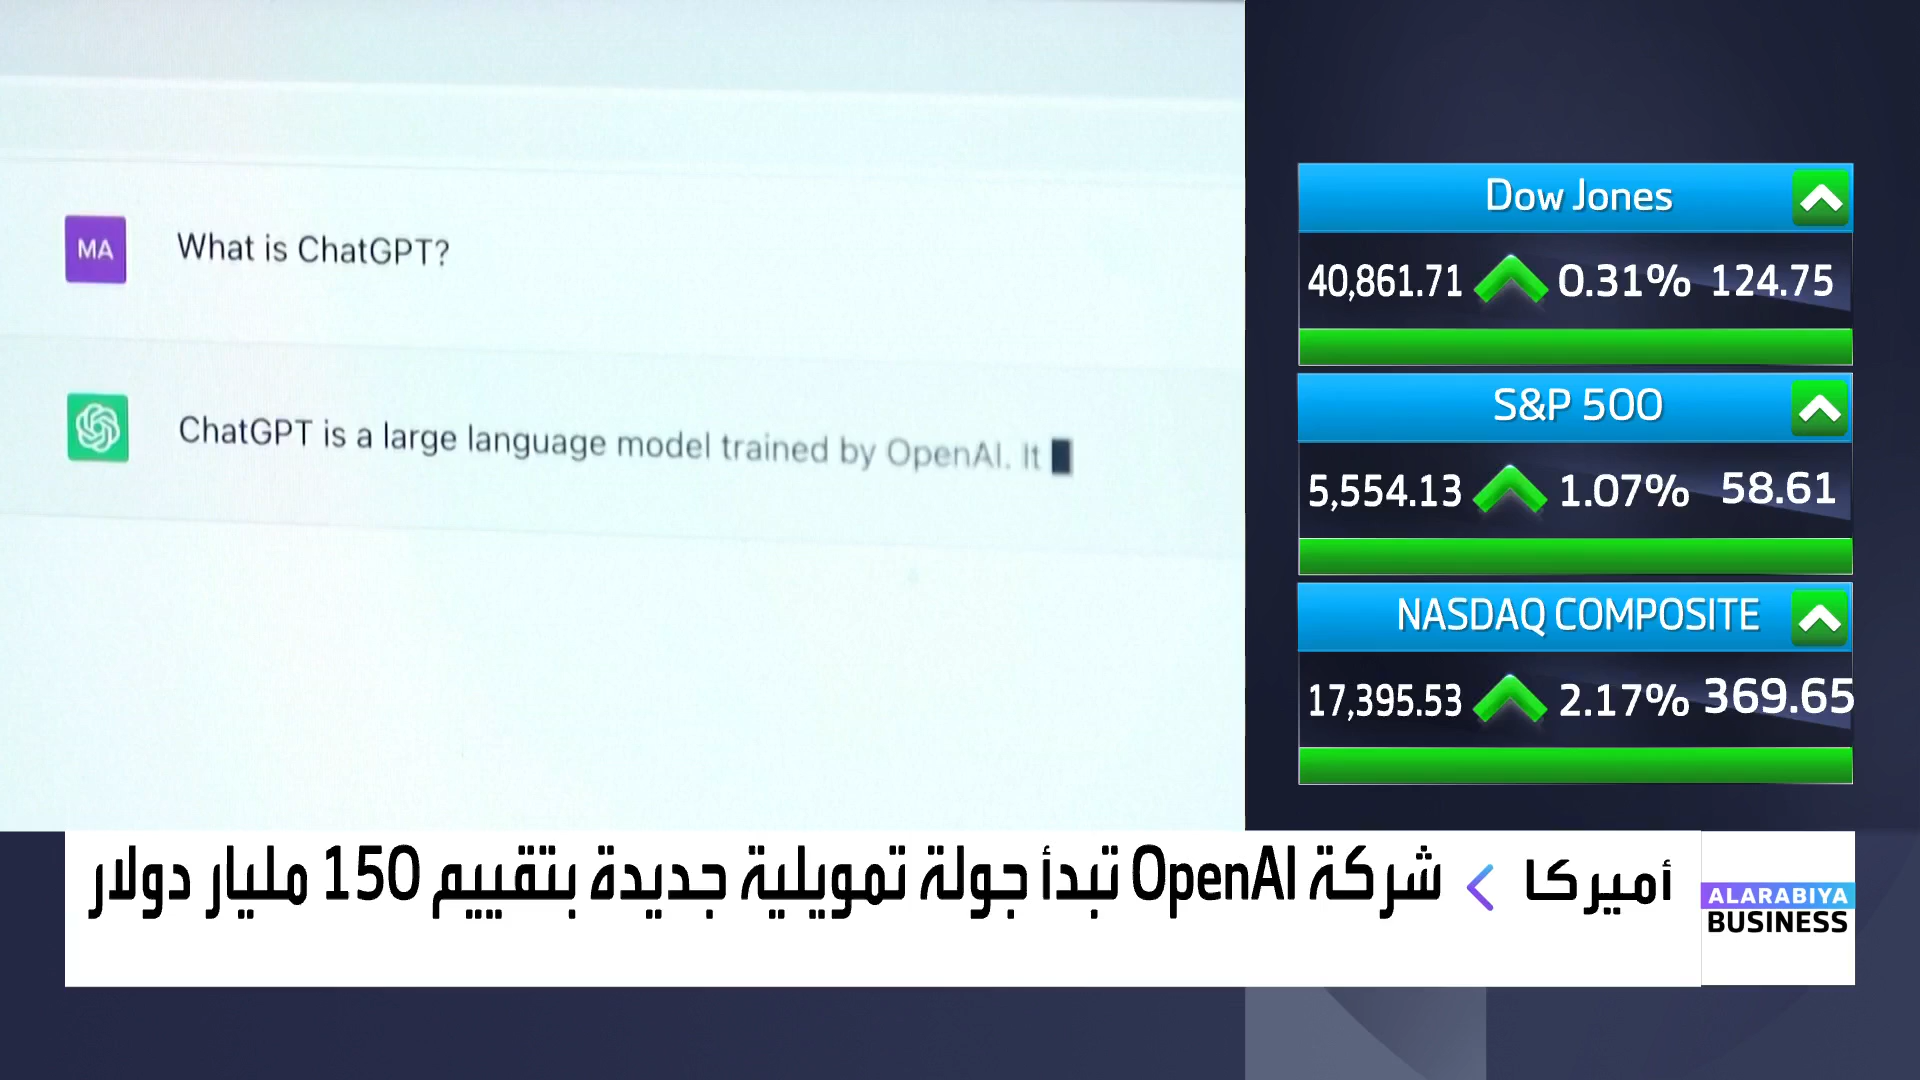 MA
What is ChatGPT?
ChatGPT is a large language model trained by OpenAI. It
Dow Jones
40,861.71 0.31% 124.75
S&P 500
5,554.13 1.07% 58.61
NASDAQ COMPOSITE
17,395.53 2.17% 369.65
أميركا > شركة OpenAI تبدأ جولة تمويلية جديدة بتقييم 150 مليار دولار
ALARABIYA
BUSINESS